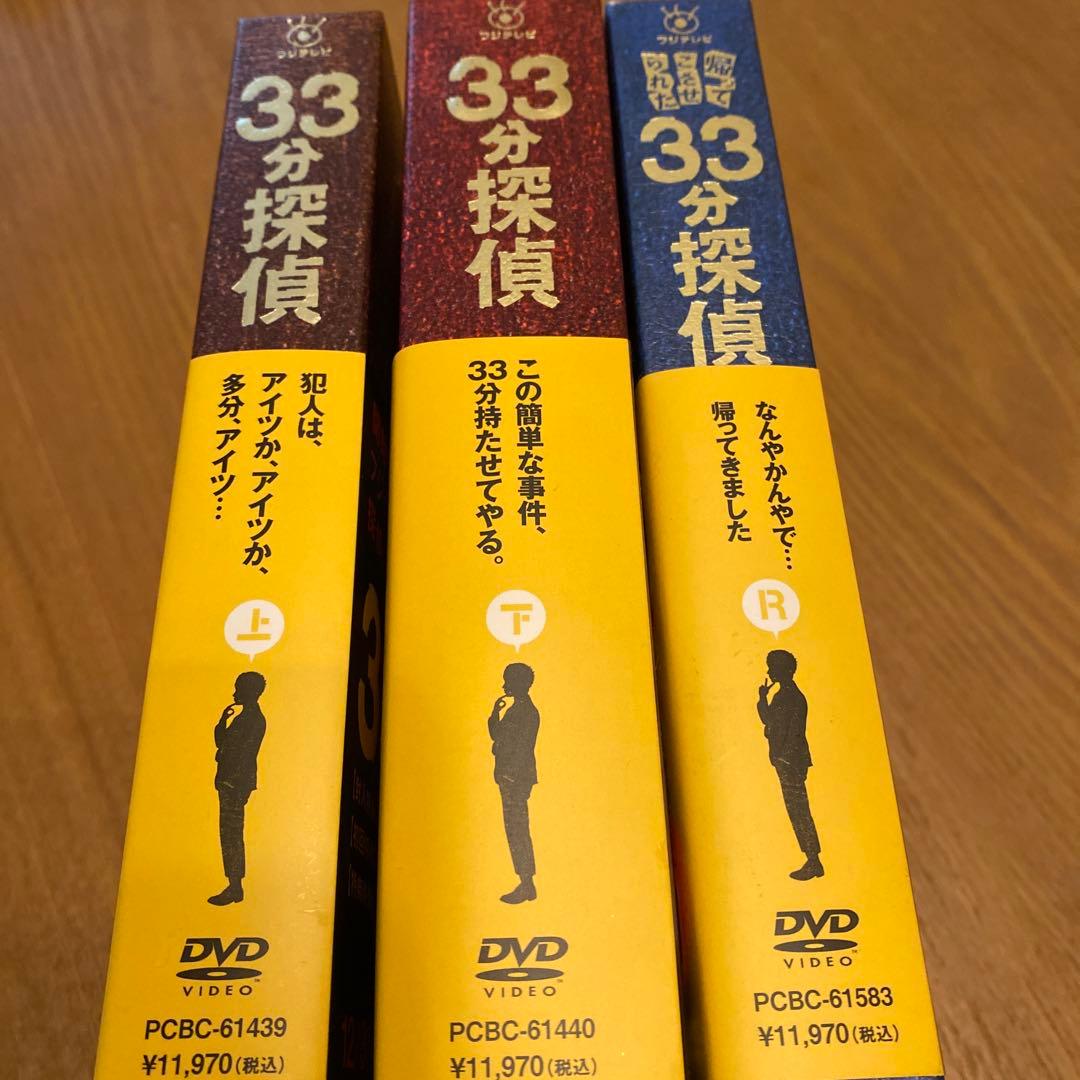 フジテレビ
33
分
探
偵
犯人は、
アイツか、アイツか、
多分、アイツ…
上
DVD
VIDEO
PCBC-61439
¥11,970(税込)
フジテレビ
33
分
探
偵
この簡単な事件、
33分持たせてやる。
下
DVD
VIDEO
PCBC-61440
¥11,970(税込)
フジテレビ
帰って
こさせ
られた
33
分
探
偵
なんやかんやで…
帰ってきました
R
DVD
VIDEO
PCBC-61583
¥11,970(税込)